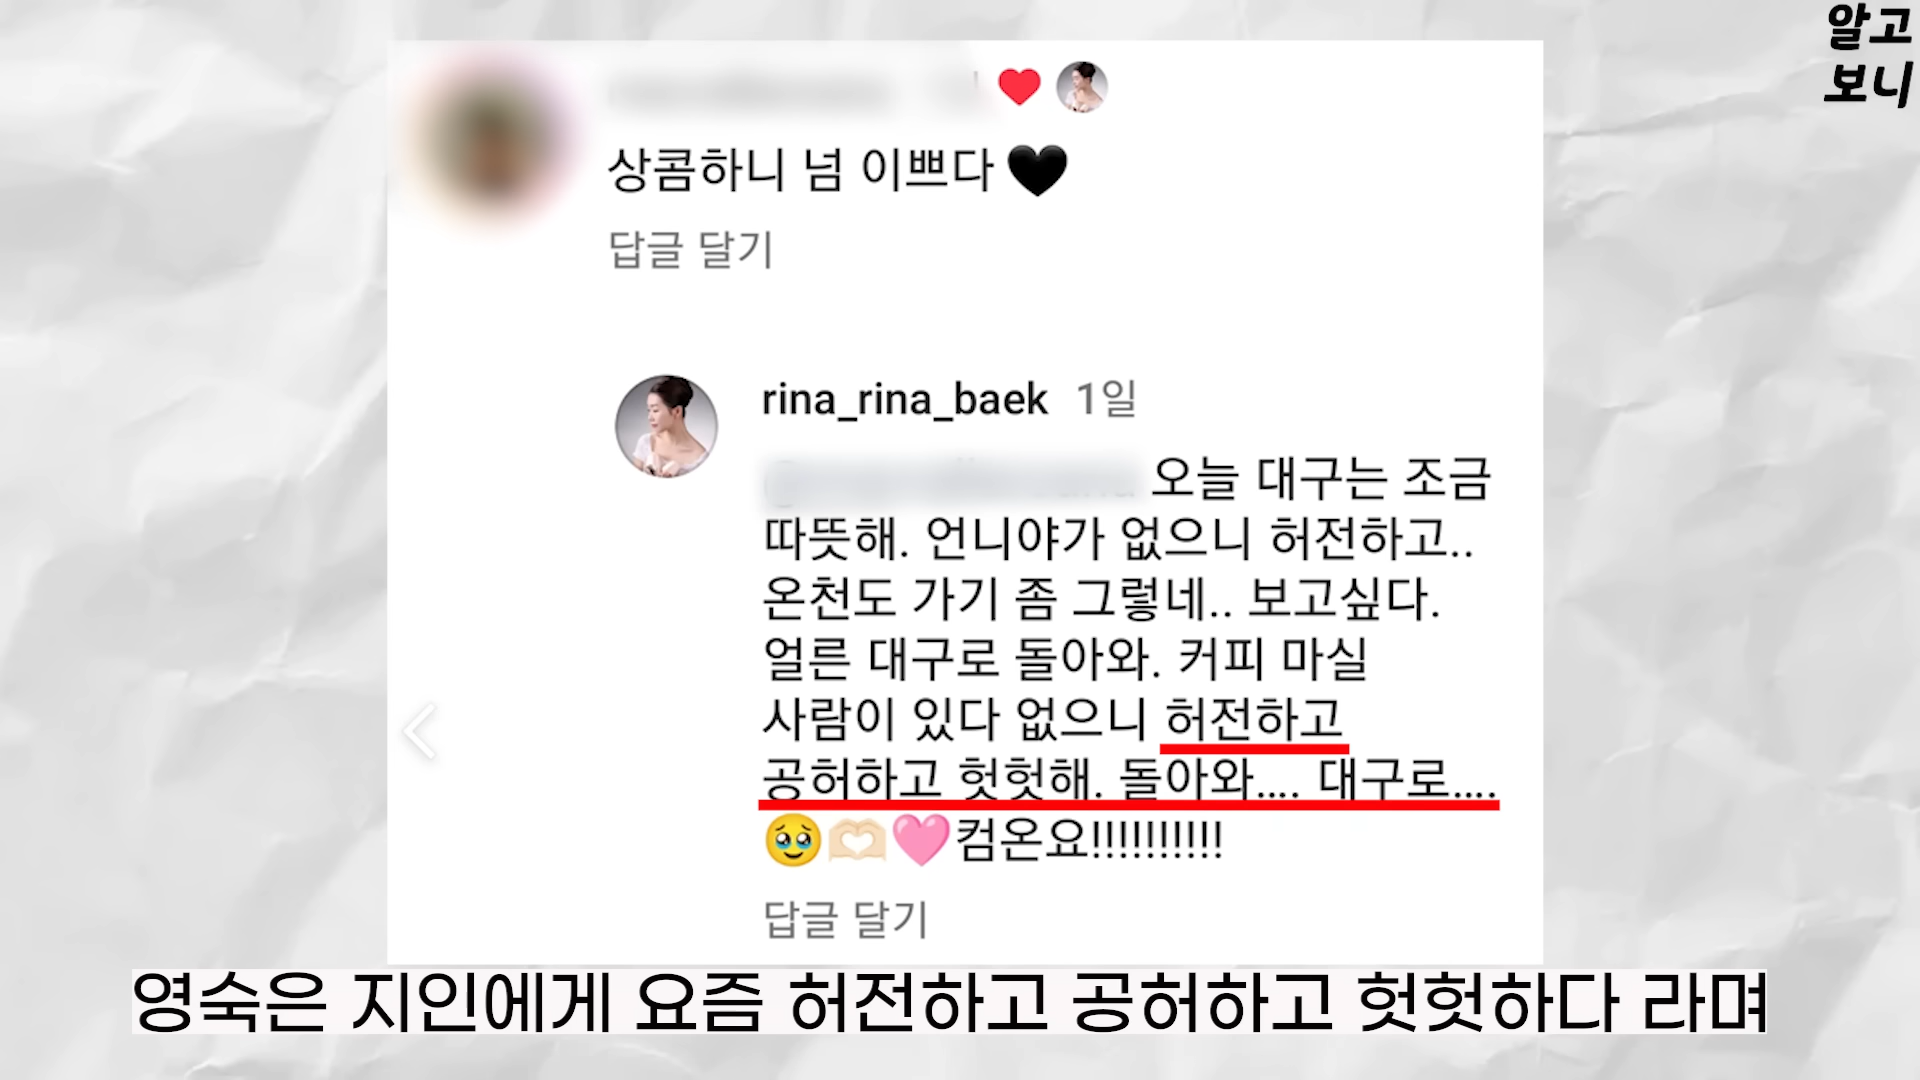 알고
보니
상콤하니 넘 이쁘다 🖤
답글 달기
rina_rina_baek 1일
오늘 대구는 조금
따뜻해. 언니야가 없으니 허전하고..
온천도 가기 좀 그렇네.. 보고싶다.
얼른 대구로 돌아와. 커피 마실
사람이 있다 없으니 허전하고
공허하고 헛헛해. 돌아와.... 대구로....
🥹🫶🏻🩷컴온요!!!!!!!!!!!
답글 달기
영숙은 지인에게 요즘 허전하고 공허하고 헛헛하다 라며